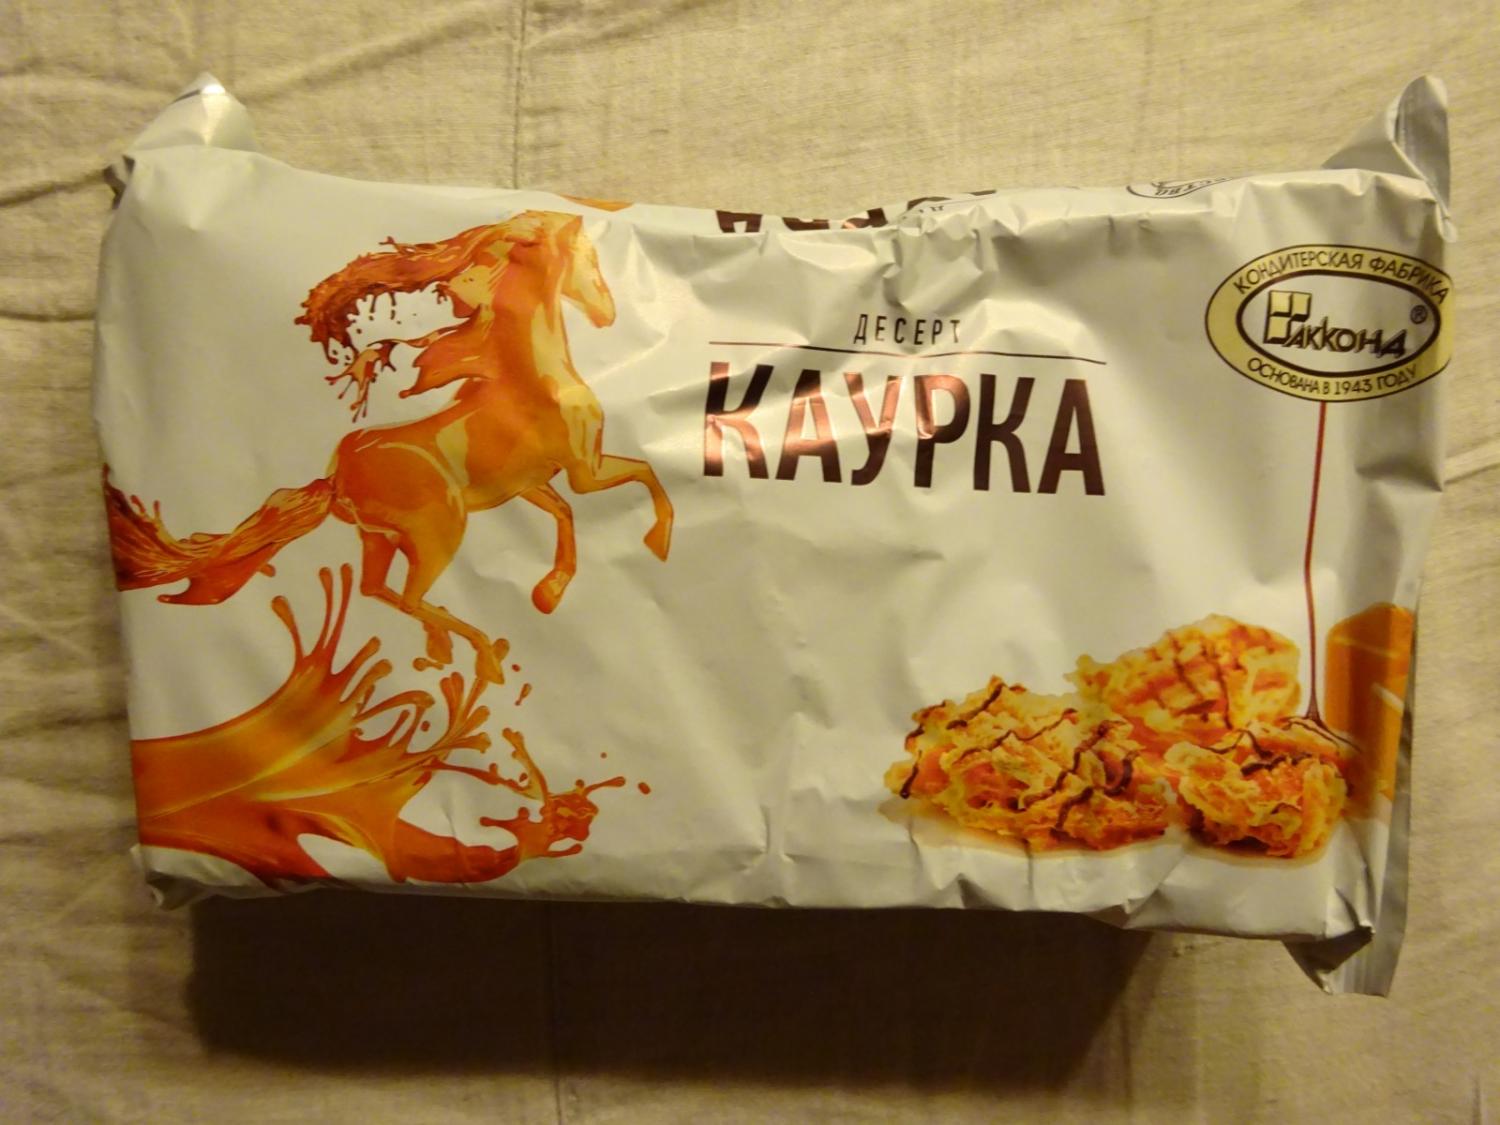 ДЕСЕРТ
КАУРКА
КОНДИТЕРСКАЯ ФАБРИКА
АККОНД®
ОСНОВАНА В 1943 ГОДУ